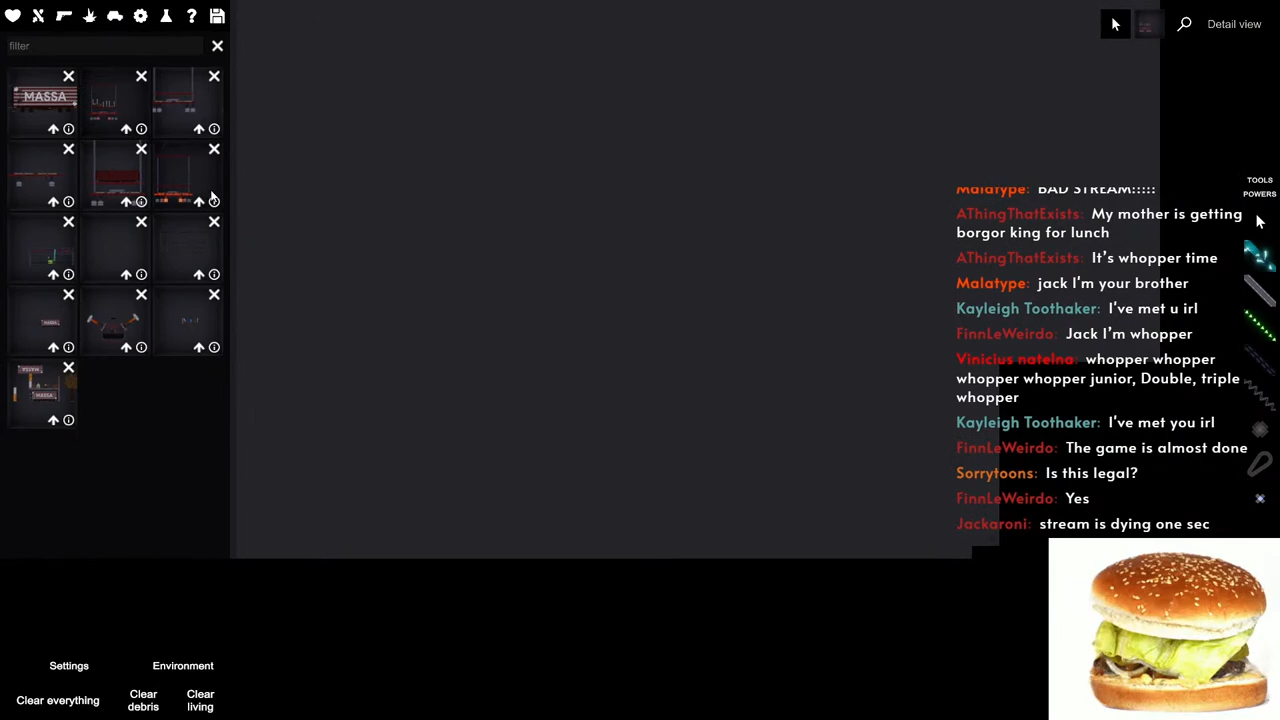 filter
Detail view
MASSA
TOOLS
POWERS
Malatype: BAD STREAM!!!!!
AThingThatExists: My mother is getting
borgor king for lunch
AThingThatExists: It's whopper time
Malatype: jack I'm your brother
Kayleigh Toothaker: I've met u irl
FinnLeWeirdo: Jack I'm whopper
Vinicius natelna: whopper whopper
whopper whopper junior, Double, triple
whopper
Kayleigh Toothaker: I've met you irl
FinnLeWeirdo: The game is almost done
Sorrytoons: Is this legal?
FinnLeWeirdo: Yes
Jackaroni: stream is dying one sec
MASSA
MASSA
Settings
Environment
Clear everything
Clear
debris
Clear
living